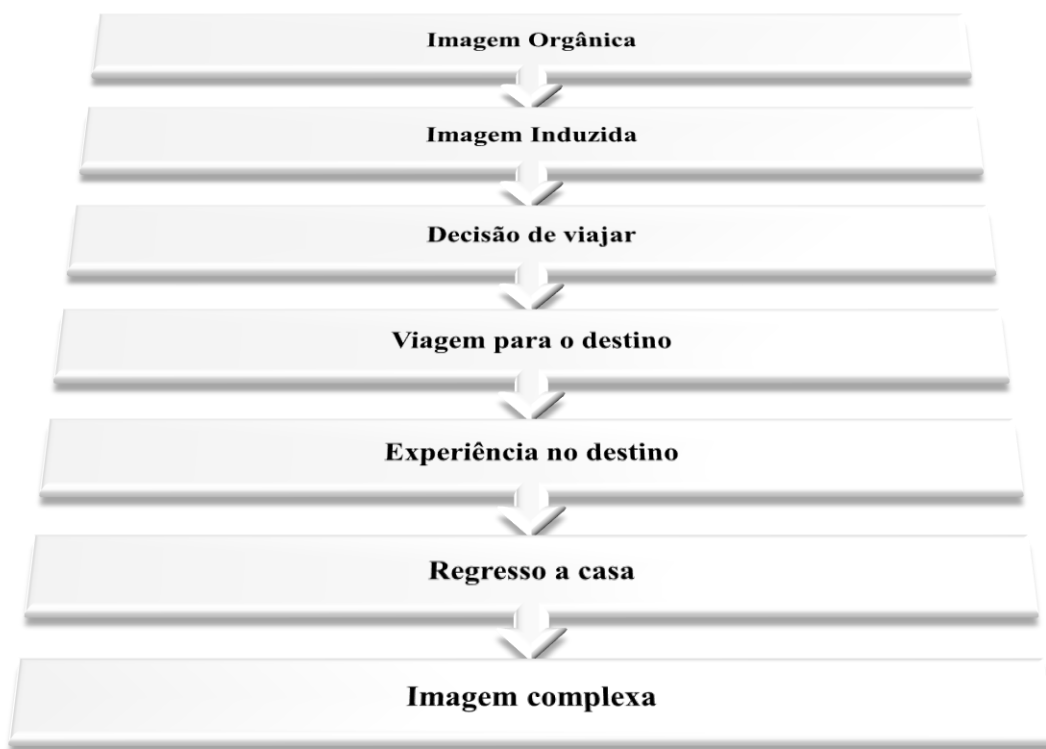 Imagem Orgânica
Imagem Induzida
Decisão de viajar
Viagem para o destino
Experiência no destino
Regresso a casa
Imagem complexa